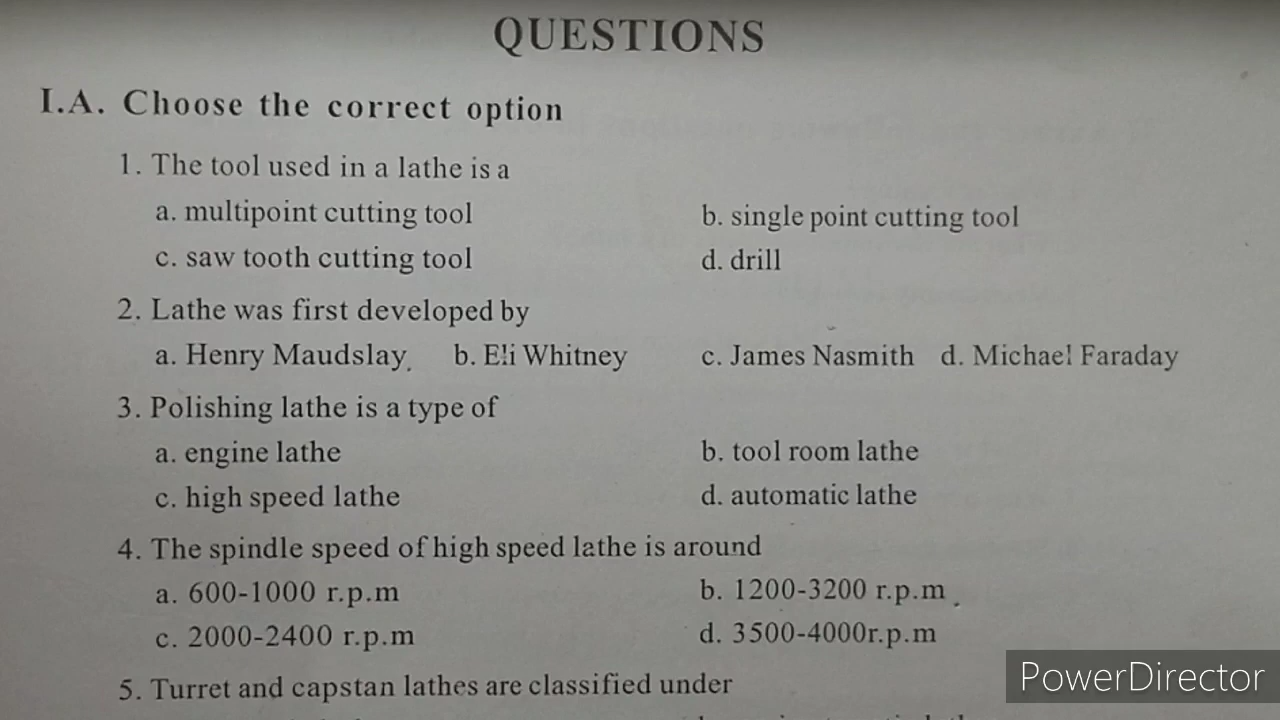 QUESTIONS
I.A. Choose the correct option
1. The tool used in a lathe is a
a. multipoint cutting tool b. single point cutting tool
c. saw tooth cutting tool d. drill
2. Lathe was first developed by
a. Henry Maudslay b. Eli Whitney c. James Nasmith d. Michael Faraday
3. Polishing lathe is a type of
a. engine lathe b. tool room lathe
c. high speed lathe d. automatic lathe
4. The spindle speed of high speed lathe is around
a. 600-1000 r.p.m b. 1200-3200 r.p.m
c. 2000-2400 r.p.m d. 3500-4000r.p.m
5. Turret and capstan lathes are classified under
PowerDirector